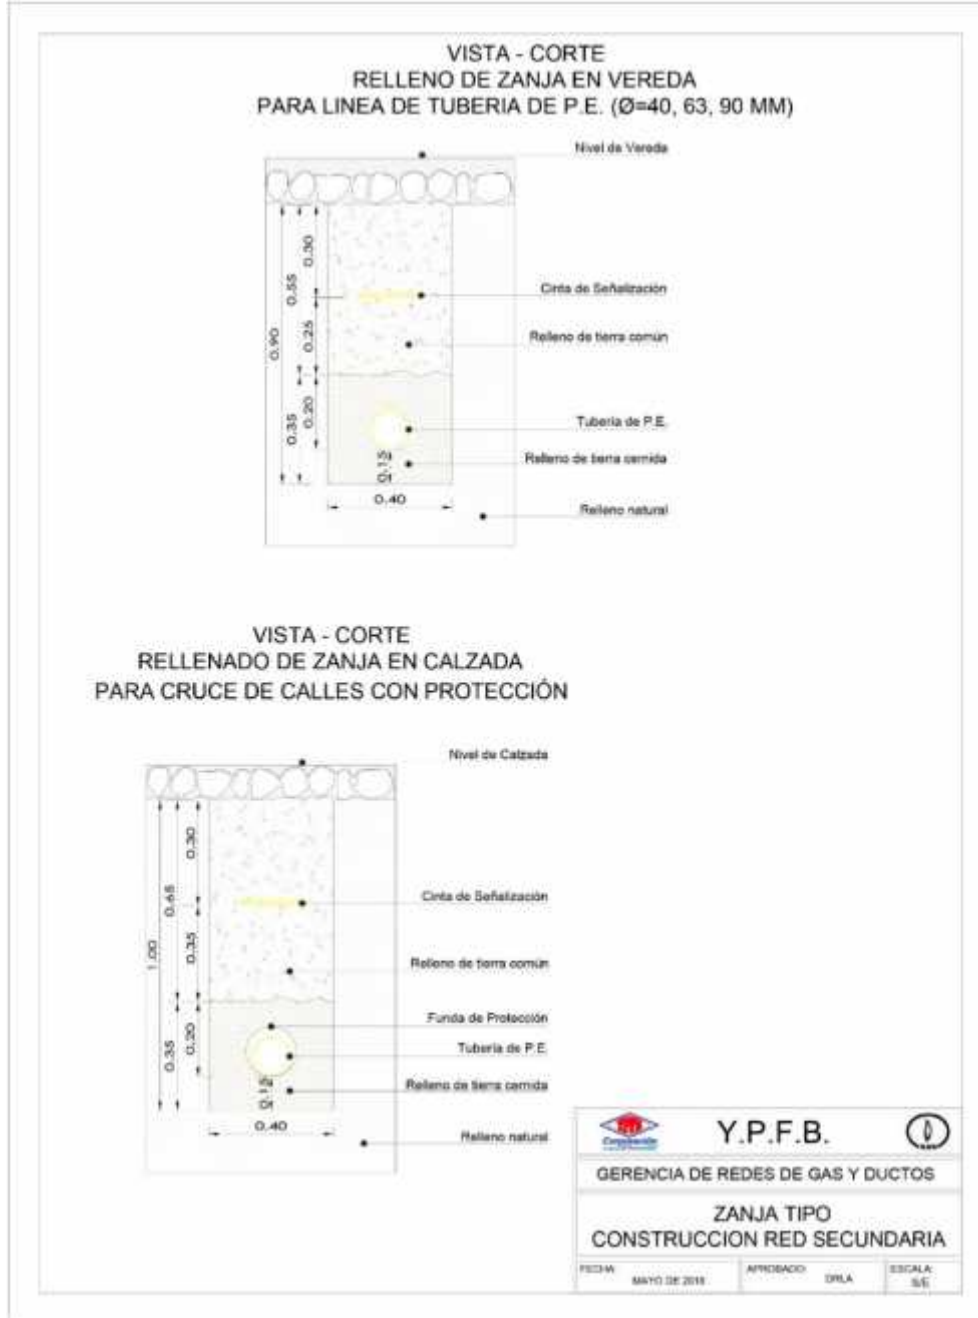 VISTA - CORTE
RELLENO DE ZANJA EN VEREDA
PARA LINEA DE TUBERIA DE P.E. (Ø=40, 63, 90 MM)
Nivel de Vereda
Cinta de Señalización
Relleno de tierra común
Tubería de P.E.
Relleno de tierra cernida
Relleno natural
0.90
0.55
0.30
0.25
0.35
0.20
0.15
0.40
VISTA - CORTE
RELLENADO DE ZANJA EN CALZADA
PARA CRUCE DE CALLES CON PROTECCIÓN
Nivel de Calzada
Cinta de Señalización
Relleno de tierra común
Funda de Protección
Tubería de P.E.
Relleno de tierra cernida
Relleno natural
1.00
0.65
0.30
0.35
0.35
0.20
0.15
0.40
Y.P.F.B.
GERENCIA DE REDES DE GAS Y DUCTOS
ZANJA TIPO
CONSTRUCCION RED SECUNDARIA
FECHA:
MAYO DE
APROBADO:
DRLA
ESCALA:
S/E